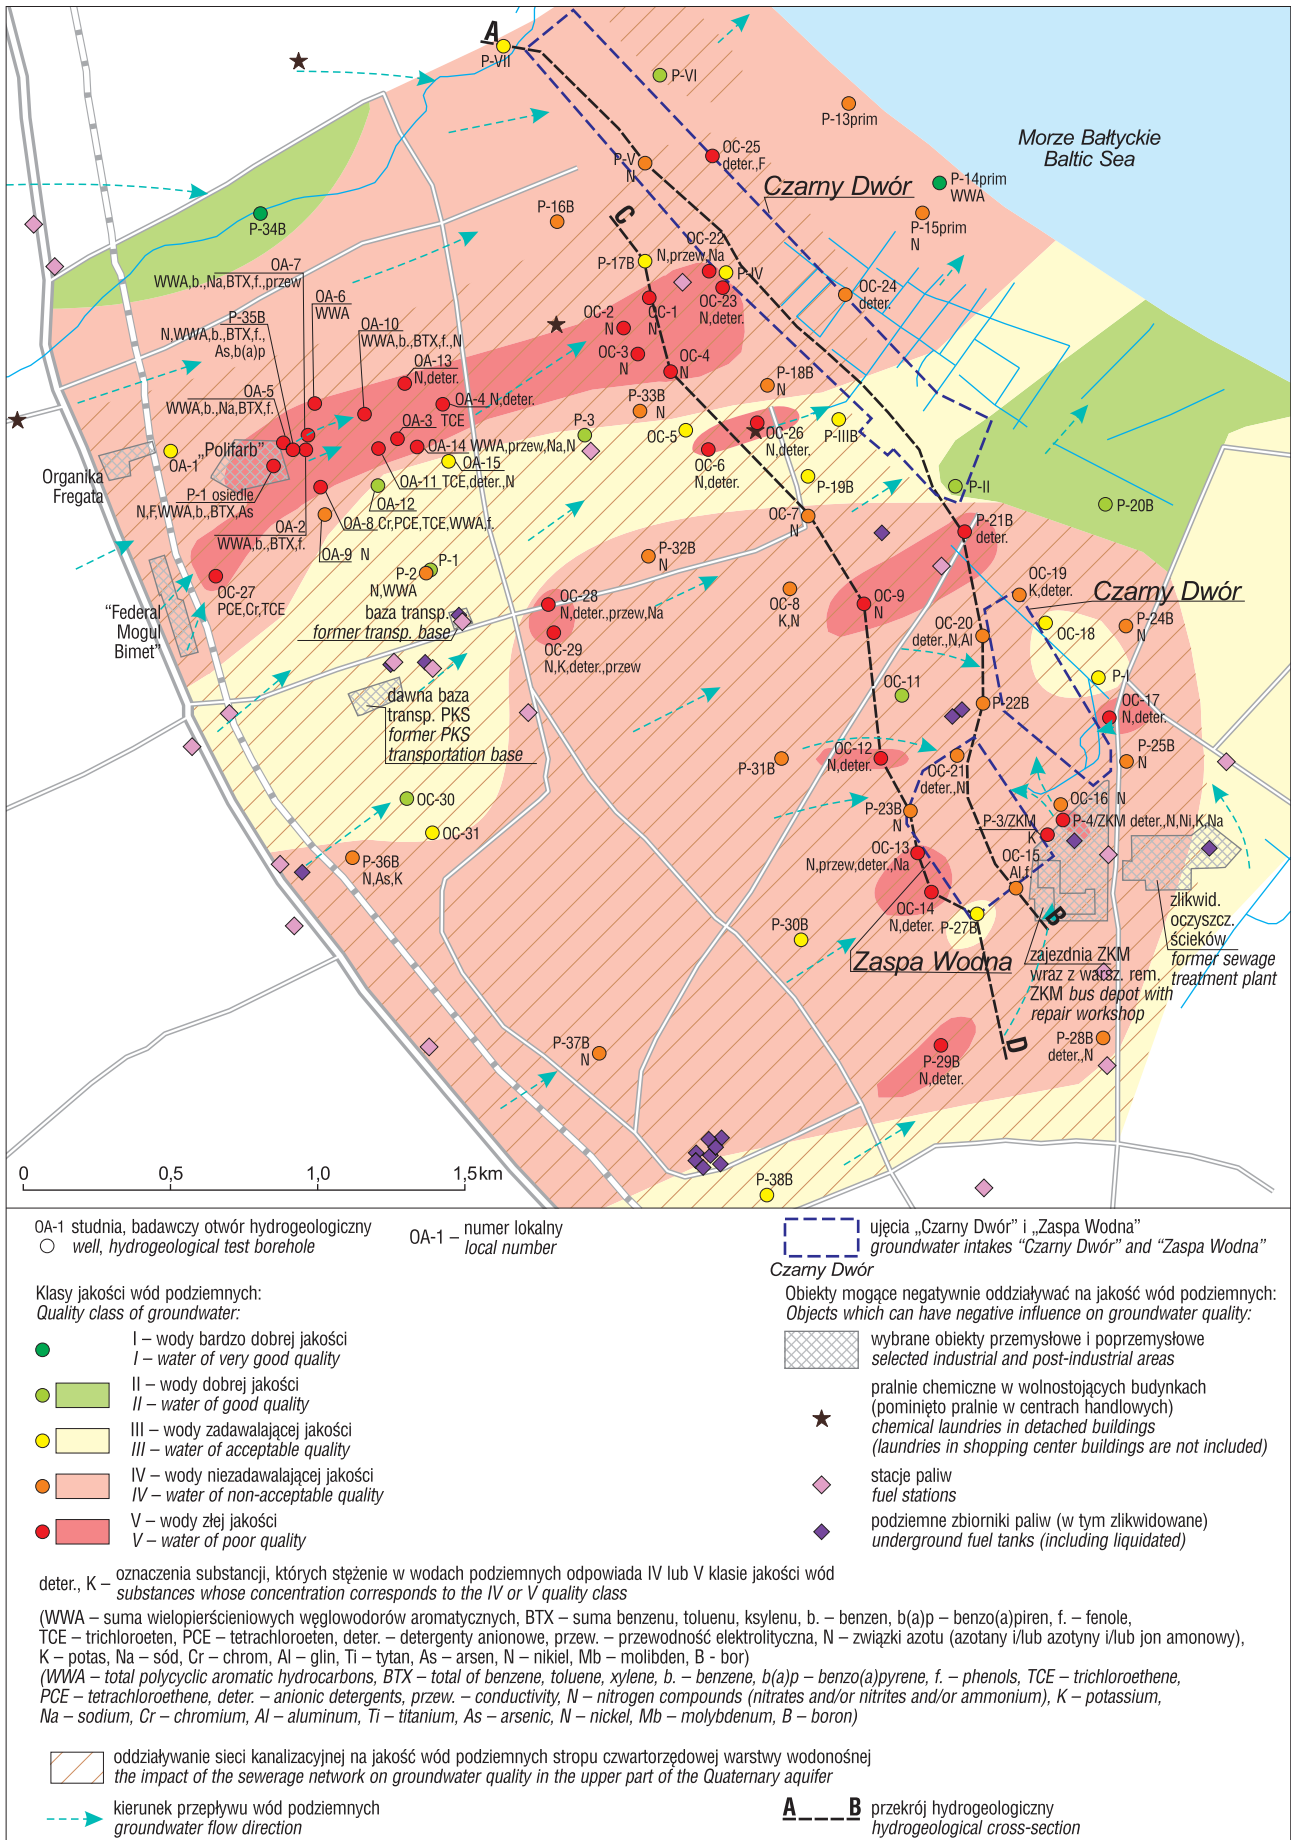 A
P-VII
P-VI
P-13prim
Morze Bałtyckie
Baltic Sea
P-V
N
OC-25
deter.,F
Czarny Dwór
P-14prim
WWA
P-15prim
N
P-34B
P-16B
C
OC-22
N,przew,Na
P-17B
P-IV
OC-23
N,deter.
OC-24
deter.
OA-7
WWA,b.,Na,BTX,f.,przew
OA-6
WWA
P-35B
N,WWA,b.,BTX,f.,
As,b(a)p
OA-10
WWA,b.,BTX,f.,N
OC-2
N
OC-1
N
OC-3
N
OC-4
N
OA-13
N,deter.
OA-5
WWA,b.,Na,BTX,f.
OA-4 N,deter.
P-18B
N
P-33B
N
OA-3 TCE
P-3
OC-5
OC-26
N,deter.
P-IIIB
OA-1
„Polifarb”
OA-14 WWA,przew,Na,N
OA-15
OA-11 TCE,deter.,N
OC-6
N,deter.
P-19B
P-II
P-20B
Organika
Fregata
P-1 osiedle
N,F,WWA,b.,BTX,As
OA-12
OA-2
WWA,b.,BTX,f.
OA-8 Cr,PCE,TCE,WWA,f.
OC-7
N
P-21B
deter.
OA-9 N
P-32B
N
P-1
P-2
N,WWA
OC-27
PCE,Cr,TCE
OC-8
K,N
OC-9
N
OC-19
K,deter.
Czarny Dwór
"Federal
Mogul
Bimet”
baza transp.
former transp. base
OC-28
N,deter.,przew,Na
OC-20
deter.,N,Al
OC-18
P-24B
N
OC-29
N,K,deter.,przew
P-I
dawna baza
transp. PKS
former PKS
transportation base
OC-11
P-22B
OC-17
N,deter.
OC-12
N,deter.
P-31B
OC-21
deter.,N
P-25B
N
OC-30
P-23B
N
OC-16 N
P-3/ZKM
K
P-4/ZKM deter.,N,Ni,K,Na
OC-31
P-36B
N,As,K
OC-13
N,przew,deter.,Na
OC-15
Al,f.
OC-14
N,deter.
P-27B
B
zlikwid.
oczyszcz.
ścieków
former sewage
treatment plant
P-30B
Zaspa Wodna
zajezdnia ZKM
wraz z warsz. rem.
ZKM bus depot with
repair workshop
P-37B
N
P-29B
N,deter.
D
P-28B
deter.,N
P-38B
0 0,5 1,0 1,5km
OA-1 studnia, badawczy otwór hydrogeologiczny
well, hydrogeological test borehole
OA-1 – numer lokalny
local number
ujęcia „Czarny Dwór” i „Zaspa Wodna”
groundwater intakes “Czarny Dwór” and “Zaspa Wodna”
Czarny Dwór
Klasy jakości wód podziemnych:
Quality class of groundwater:
I – wody bardzo dobrej jakości
I – water of very good quality
II – wody dobrej jakości
II – water of good quality
III – wody zadawalającej jakości
III – water of acceptable quality
IV – wody niezadawalającej jakości
IV – water of non-acceptable quality
V – wody złej jakości
V – water of poor quality
Obiekty mogące negatywnie oddziaływać na jakość wód podziemnych:
Objects which can have negative influence on groundwater quality:
wybrane obiekty przemysłowe i poprzemysłowe
selected industrial and post-industrial areas
pralnie chemiczne w wolnostojących budynkach
(pominięto pralnie w centrach handlowych)
chemical laundries in detached buildings
(laundries in shopping center buildings are not included)
stacje paliw
fuel stations
podziemne zbiorniki paliw (w tym zlikwidowane)
underground fuel tanks (including liquidated)
deter., K – oznaczenia substancji, których stężenie w wodach podziemnych odpowiada IV lub V klasie jakości wód
substances whose concentration corresponds to the IV or V quality class
(WWA – suma wielopierścieniowych węglowodorów aromatycznych, BTX – suma benzenu, toluenu, ksylenu, b. – benzen, b(a)p – benzo(a)piren, f. – fenole,
TCE – trichloroeten, PCE – tetrachloroeten, deter. – detergenty anionowe, przew. – przewodność elektrolityczna, N – związki azotu (azotany i/lub azotyny i/lub jon amonowy),
K – potas, Na – sód, Cr – chrom, Al – glin, Ti – tytan, As – arsen, N – nikiel, Mb – molibden, B - bor)
(WWA – total polycyclic aromatic hydrocarbons, BTX – total of benzene, toluene, xylene, b. – benzene, b(a)p – benzo(a)pyrene, f. – phenols, TCE – trichloroethene,
PCE – tetrachloroethene, deter. – anionic detergents, przew. – conductivity, N – nitrogen compounds (nitrates and/or nitrites and/or ammonium), K – potassium,
Na – sodium, Cr – chromium, Al – aluminum, Ti – titanium, As – arsenic, N – nickel, Mb – molybdenum, B – boron)
oddziaływanie sieci kanalizacyjnej na jakość wód podziemnych stropu czwartorzędowej warstwy wodonośnej
the impact of the sewerage network on groundwater quality in the upper part of the Quaternary aquifer
kierunek przepływu wód podziemnych
groundwater flow direction
A B przekrój hydrogeologiczny
hydrogeological cross-section